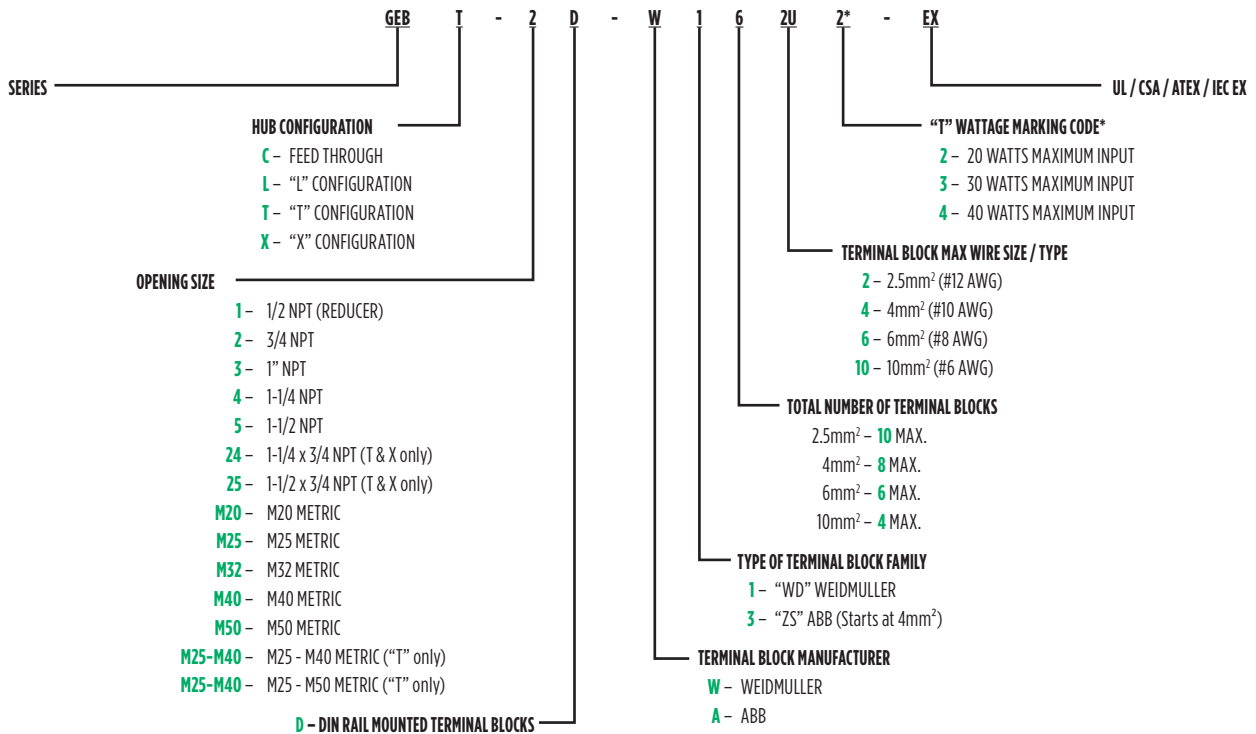 GEB T - 2 D - W 1 6 2U 2* - EX
SERIES
UL / CSA / ATEX / IEC EX
HUB CONFIGURATION
C – FEED THROUGH
L – “L” CONFIGURATION
T – “T” CONFIGURATION
X – “X” CONFIGURATION
OPENING SIZE
1 – 1/2 NPT (REDUCER)
2 – 3/4 NPT
3 – 1” NPT
4 – 1-1/4 NPT
5 – 1-1/2 NPT
24 – 1-1/4 x 3/4 NPT (T & X only)
25 – 1-1/2 x 3/4 NPT (T & X only)
M20 – M20 METRIC
M25 – M25 METRIC
M32 – M32 METRIC
M40 – M40 METRIC
M50 – M50 METRIC
M25-M40 – M25 - M40 METRIC (“T” only)
M25-M40 – M25 - M50 METRIC (“T” only)
D – DIN RAIL MOUNTED TERMINAL BLOCKS
“T” WATTAGE MARKING CODE*
2 – 20 WATTS MAXIMUM INPUT
3 – 30 WATTS MAXIMUM INPUT
4 – 40 WATTS MAXIMUM INPUT
TERMINAL BLOCK MAX WIRE SIZE / TYPE
2 – 2.5mm² (#12 AWG)
4 – 4mm² (#10 AWG)
6 – 6mm² (#8 AWG)
10 – 10mm² (#6 AWG)
TOTAL NUMBER OF TERMINAL BLOCKS
2.5mm² – 10 MAX.
4mm² – 8 MAX.
6mm² – 6 MAX.
10mm² – 4 MAX.
TYPE OF TERMINAL BLOCK FAMILY
1 – “WD” WEIDMULLER
3 – “ZS” ABB (Starts at 4mm²)
TERMINAL BLOCK MANUFACTURER
W – WEIDMULLER
A – ABB